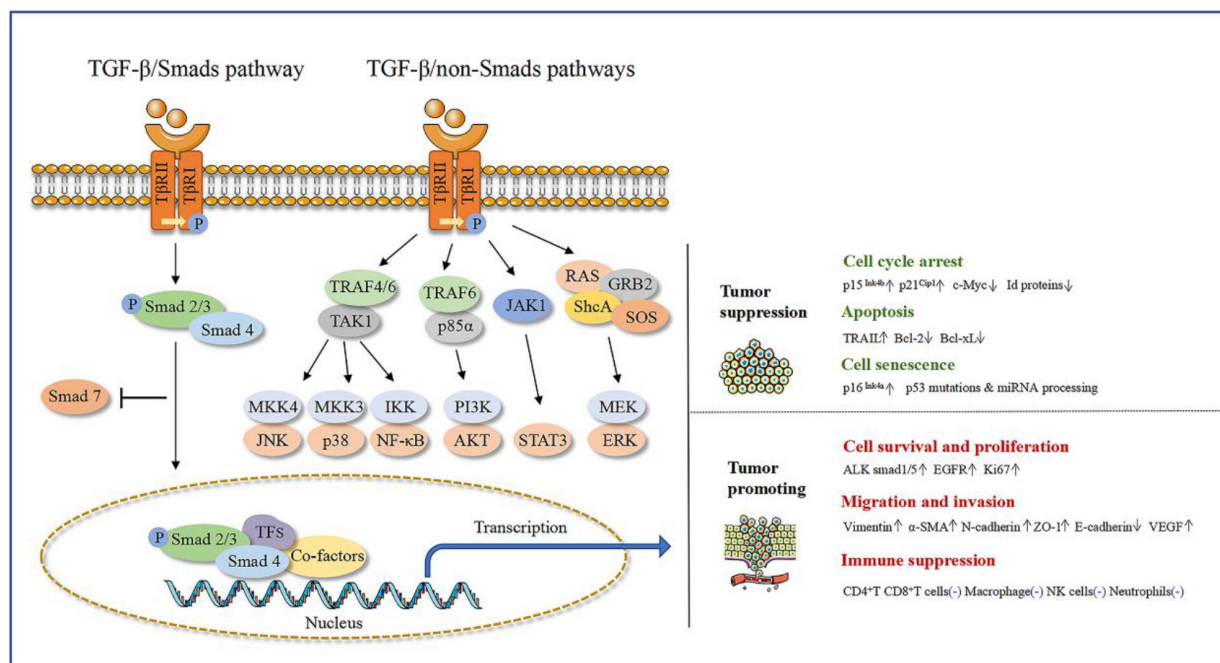 TGF-β/Smads pathway
TGF-β/non-Smads pathways
TβRII
TβRI
P
TβRII
TβRI
P
P
Smad 2/3
Smad 4
Smad 7
TRAF4/6
TAK1
TRAF6
p85α
JAK1
RAS
GRB2
ShcA
SOS
MKK4
MKK3
IKK
PI3K
MEK
JNK
p38
NF-κB
AKT
STAT3
ERK
P
Smad 2/3
TFS
Smad 4
Co-factors
Transcription
Nucleus
Tumor
suppression
Cell cycle arrest
p15 Ink4b↑ p21Cip1↑ c-Myc↓ Id proteins↓
Apoptosis
TRAIL↑ Bcl-2↓ Bcl-xL↓
Cell senescence
p16 Ink4a↑ p53 mutations & miRNA processing
Tumor
promoting
Cell survival and proliferation
ALK smad1/5↑ EGFR↑ Ki67↑
Migration and invasion
Vimentin↑ α-SMA↑ N-cadherin↑ZO-1↑ E-cadherin↓ VEGF↑
Immune suppression
CD4⁺T CD8⁺T cells(-) Macrophage(-) NK cells(-) Neutrophils(-)